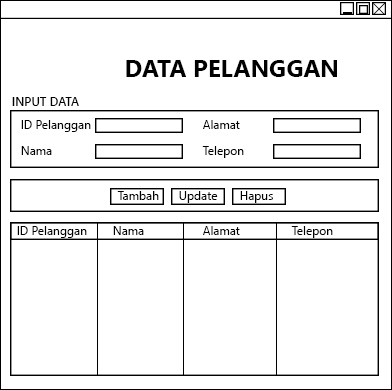 DATA PELANGGAN
INPUT DATA
ID Pelanggan Alamat
Nama Telepon
Tambah Update Hapus
ID Pelanggan Nama Alamat Telepon